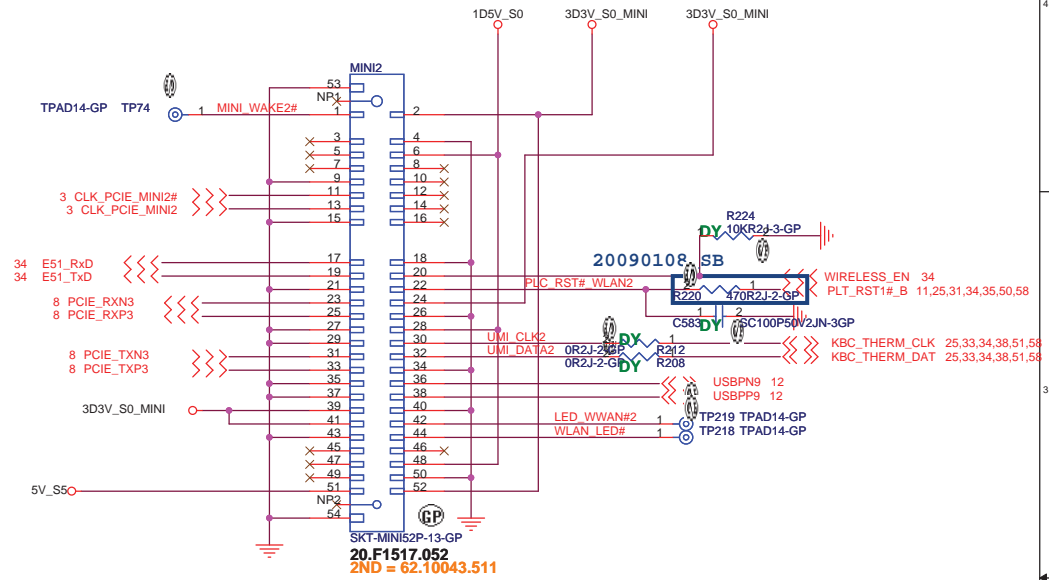 1D5V_S0 3D3V_S0_MINI 3D3V_S0_MINI
4
MINI2
53
NP1
TPAD14-GP TP74 1 MINI_WAKE2# 1 2
3 4
5 6
7 8
9 10
3 CLK_PCIE_MINI2# 11 12
3 CLK_PCIE_MINI2 13 14
15 16
R224
DY 10KR2J-3-GP
20090108 SB
34 E51_RxD 17 18
34 E51_TxD 19 20 WIRELESS_EN 34
21 22 PLC_RST#_WLAN2 2 1 PLT_RST1#_B 11,25,31,34,35,50,58
R220 470R2J-2-GP
8 PCIE_RXN3 23 24
8 PCIE_RXP3 25 26
C583 1 DY 2 SC100P50V2JN-3GP
27 28
29 30 UMI_CLK2 DY 1 KBC_THERM_CLK 25,33,34,38,51,58
0R2J-2-GP R212
8 PCIE_TXN3 31 32 UMI_DATA2 DY 1 KBC_THERM_DAT 25,33,34,38,51,58
0R2J-2-GP R208
8 PCIE_TXP3 33 34
35 36 USBPN9 12
37 38 USBPP9 12
3
3D3V_S0_MINI 39 40
41 42 LED_WWAN#2 1 TP219 TPAD14-GP
43 44 WLAN_LED# 1 TP218 TPAD14-GP
45 46
47 48
49 50
5V_S5 51 52
NP2
54
GP
SKT-MINI52P-13-GP
20.F1517.052
2ND = 62.10043.511